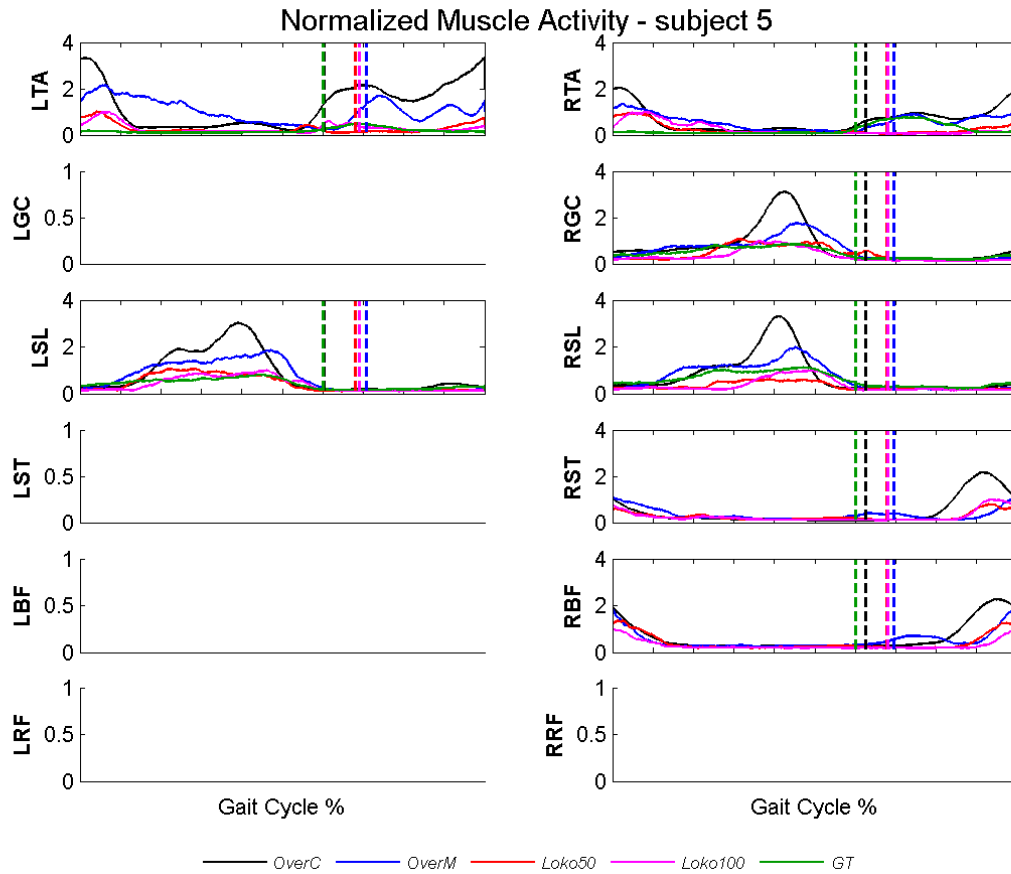 Normalized Muscle Activity - subject 5
LTA
4
2
0
RTA
4
2
0
LGC
1
0.5
0
RGC
4
2
0
LSL
4
2
0
RSL
4
2
0
LST
1
0.5
0
RST
4
2
0
LBF
1
0.5
0
RBF
4
2
0
LRF
1
0.5
0
RRF
1
0.5
0
Gait Cycle %
Gait Cycle %
OverC OverM Loko50 Loko100 GT